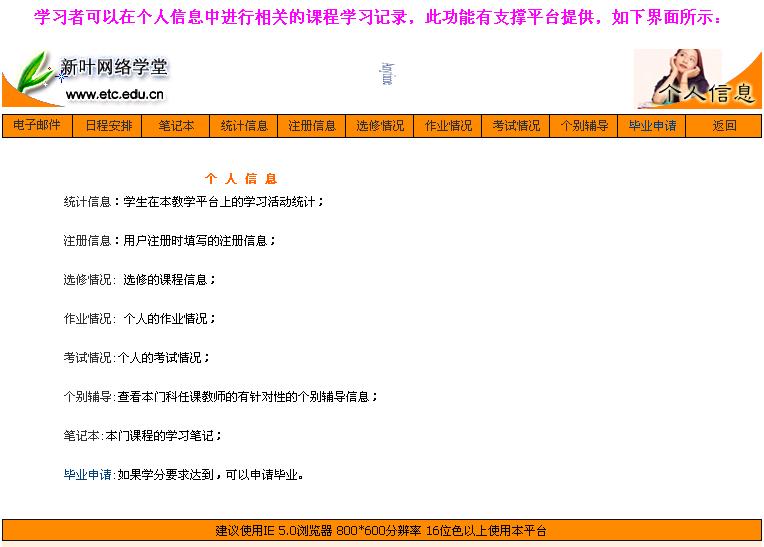 学习者可以在个人信息中进行相关的课程学习记录，此功能有支撑平台提供，如下界面所示：
新叶网络学堂
www.etc.edu.cn
个人信息
电子邮件 日程安排 笔记本 统计信息 注册信息 选修情况 作业情况 考试情况 个别辅导 毕业申请 返回
个 人 信 息
统计信息：学生在本教学平台上的学习活动统计；
注册信息：用户注册时填写的注册信息；
选修情况: 选修的课程信息；
作业情况: 个人的作业情况；
考试情况:个人的考试情况；
个别辅导:查看本门科任课教师的有针对性的个别辅导信息；
笔记本:本门课程的学习笔记；
毕业申请:如果学分要求达到，可以申请毕业。
建议使用IE 5.0浏览器 800*600分辨率 16位色以上使用本平台